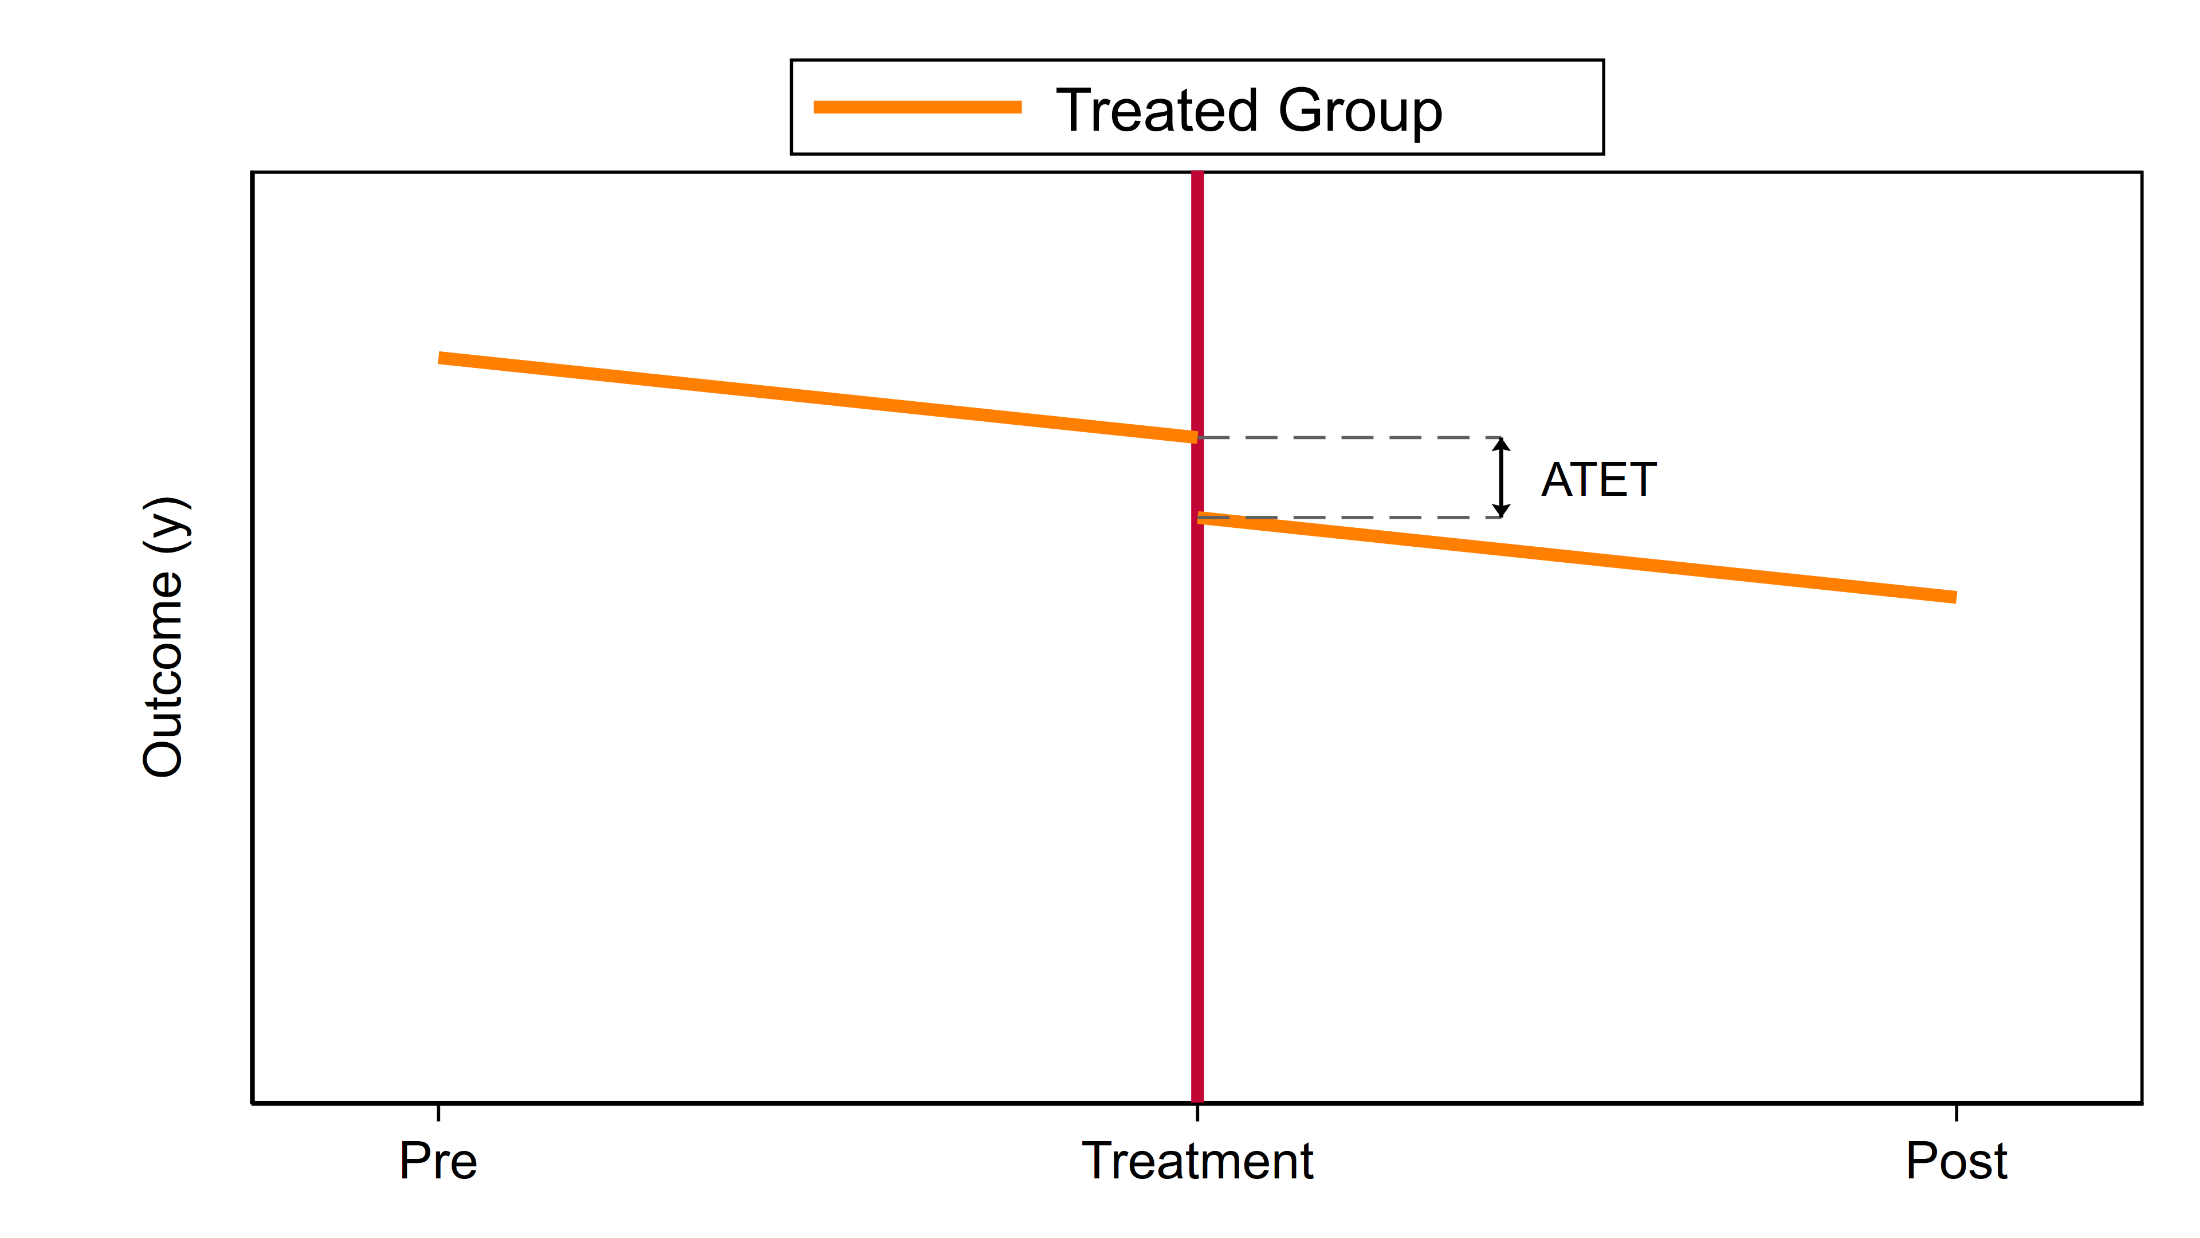 Treated Group
Outcome (y)
ATET
Pre
Treatment
Post